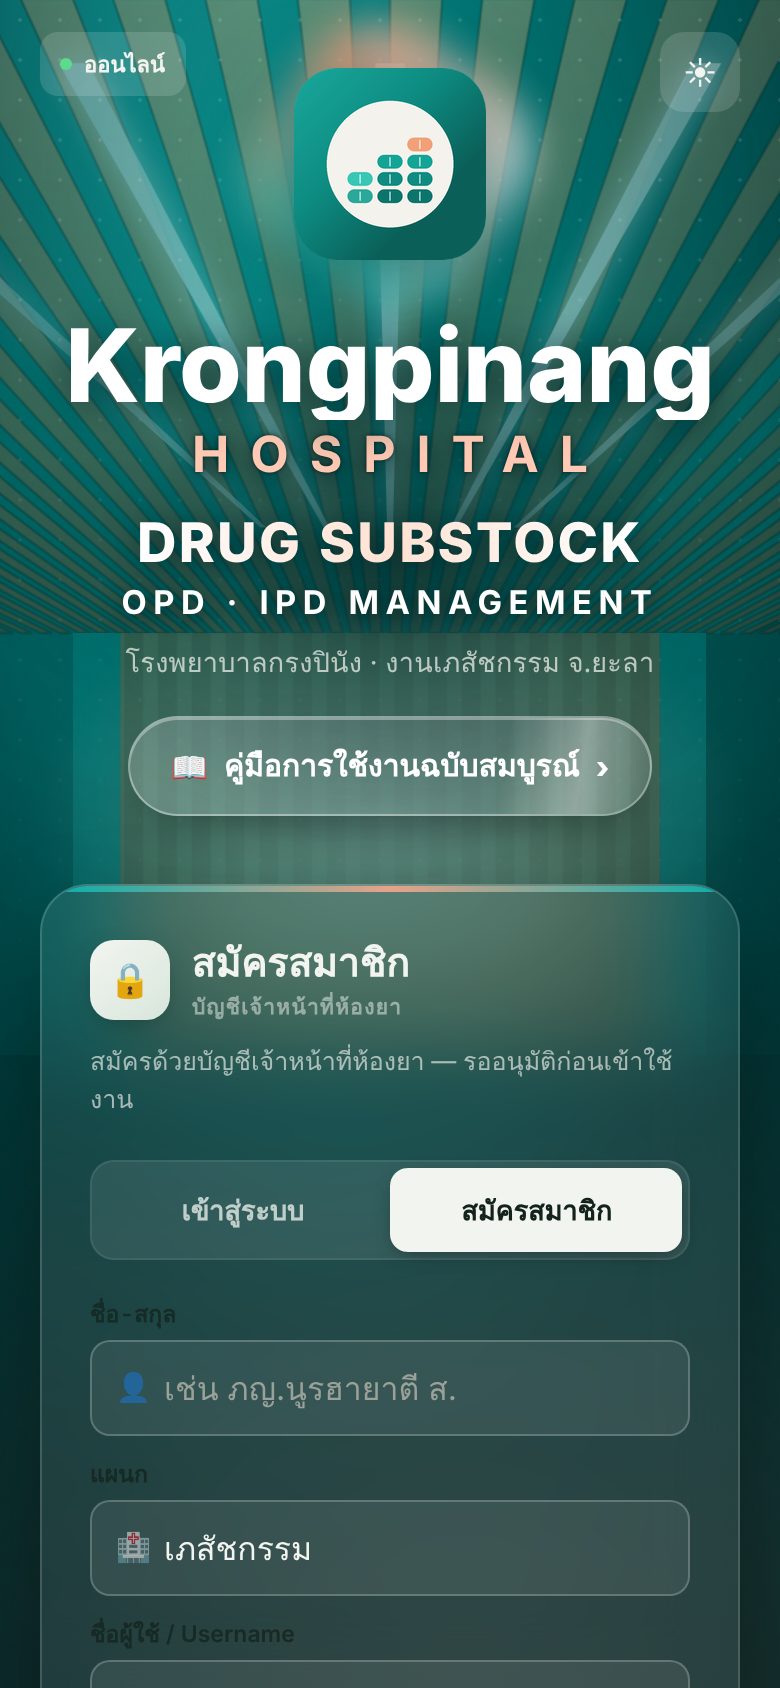 ออนไลน์
Krongpinang
HOSPITAL
DRUG SUBSTOCK
OPD · IPD MANAGEMENT
โรงพยาบาลกรงปินัง · งานเภสัชกรรม จ.ยะลา
คู่มือการใช้งานฉบับสมบูรณ์ ›
สมัครสมาชิก
บัญชีเจ้าหน้าที่ห้องยา
สมัครด้วยบัญชีเจ้าหน้าที่ห้องยา — รออนุมัติก่อนเข้าใช้
งาน
เข้าสู่ระบบ
สมัครสมาชิก
ชื่อ-สกุล
เช่น ภญ.นูรฮายาตี ส.
แผนก
เภสัชกรรม
ชื่อผู้ใช้ / Username